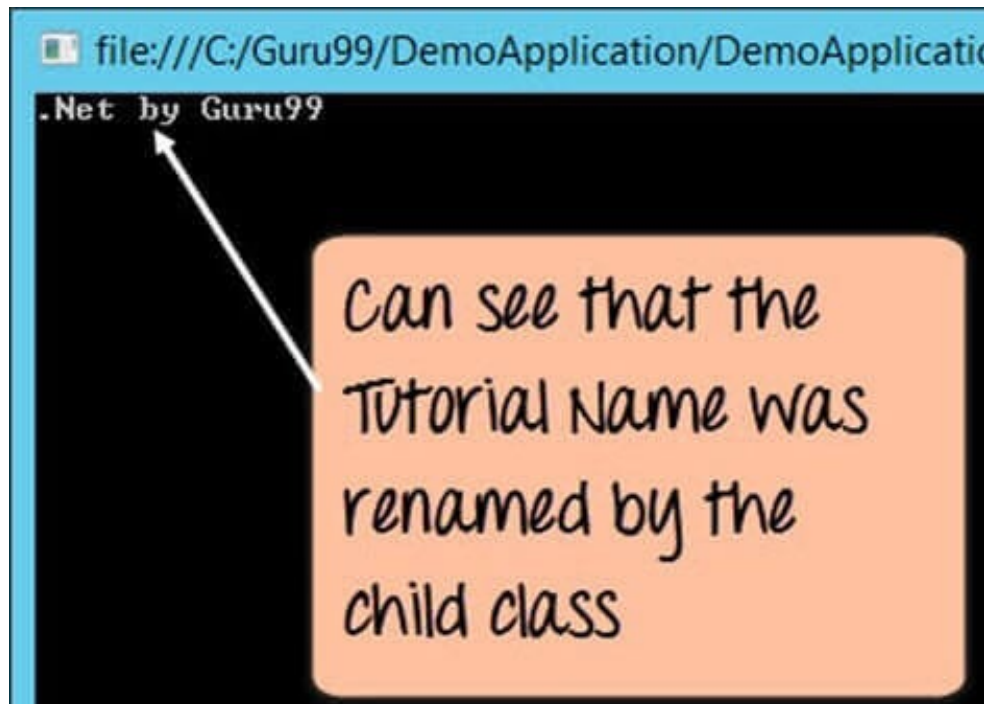 file:///C:/Guru99/DemoApplication/DemoApplicatio
.Net by Guru99
Can see that the
Tutorial Name was
renamed by the
child class